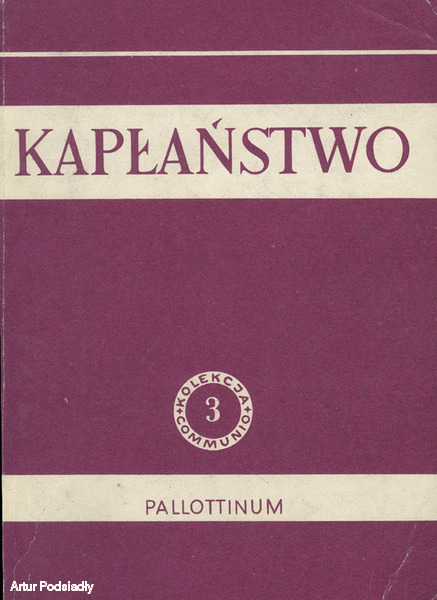 KAPŁAŃSTWO
KOLEKCJA
3
COMMUNIO
PALLOTTINUM
Artur Podsiadły